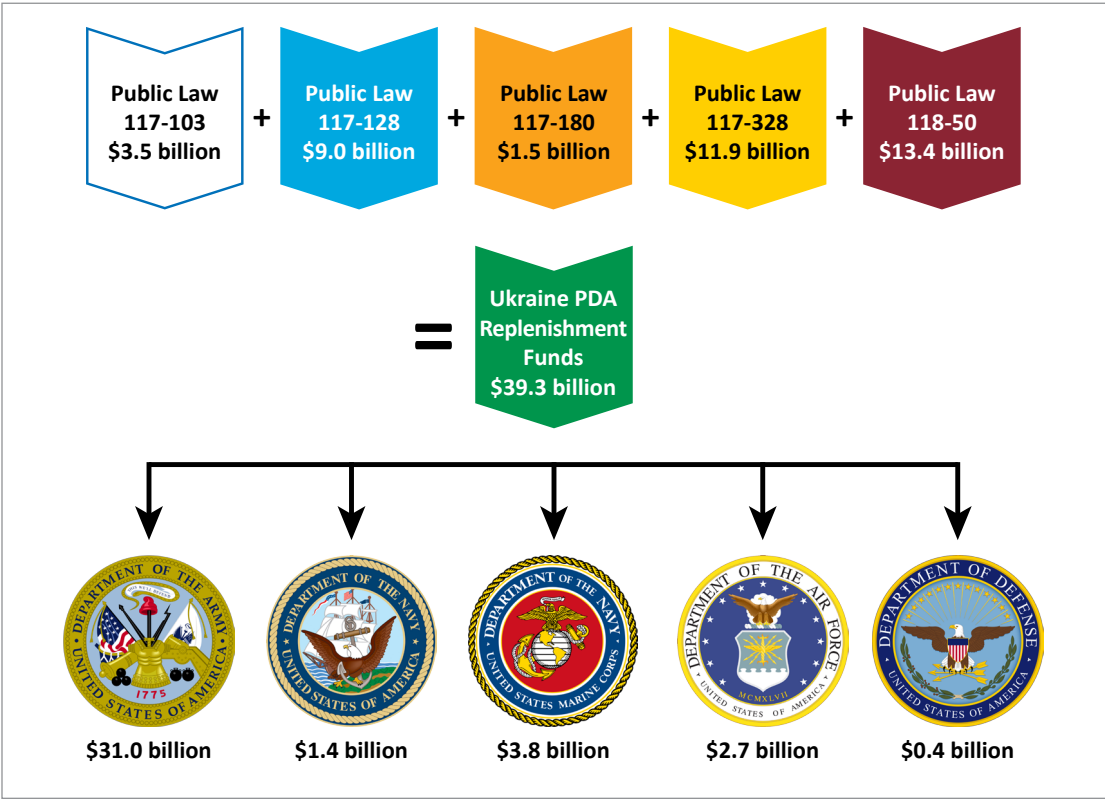 Public Law
117-103
$3.5 billion
+
Public Law
117-128
$9.0 billion
+
Public Law
117-180
$1.5 billion
+
Public Law
117-328
$11.9 billion
+
Public Law
118-50
$13.4 billion
=
Ukraine PDA
Replenishment
Funds
$39.3 billion
DEPARTMENT OF THE ARMY
1775
UNITED STATES OF AMERICA
$31.0 billion
DEPARTMENT OF THE NAVY
UNITED STATES OF AMERICA
$1.4 billion
DEPARTMENT OF THE NAVY
UNITED STATES MARINE CORPS
$3.8 billion
DEPARTMENT OF THE AIR FORCE
MCMXLVII
UNITED STATES OF AMERICA
$2.7 billion
DEPARTMENT OF DEFENSE
UNITED STATES OF AMERICA
$0.4 billion